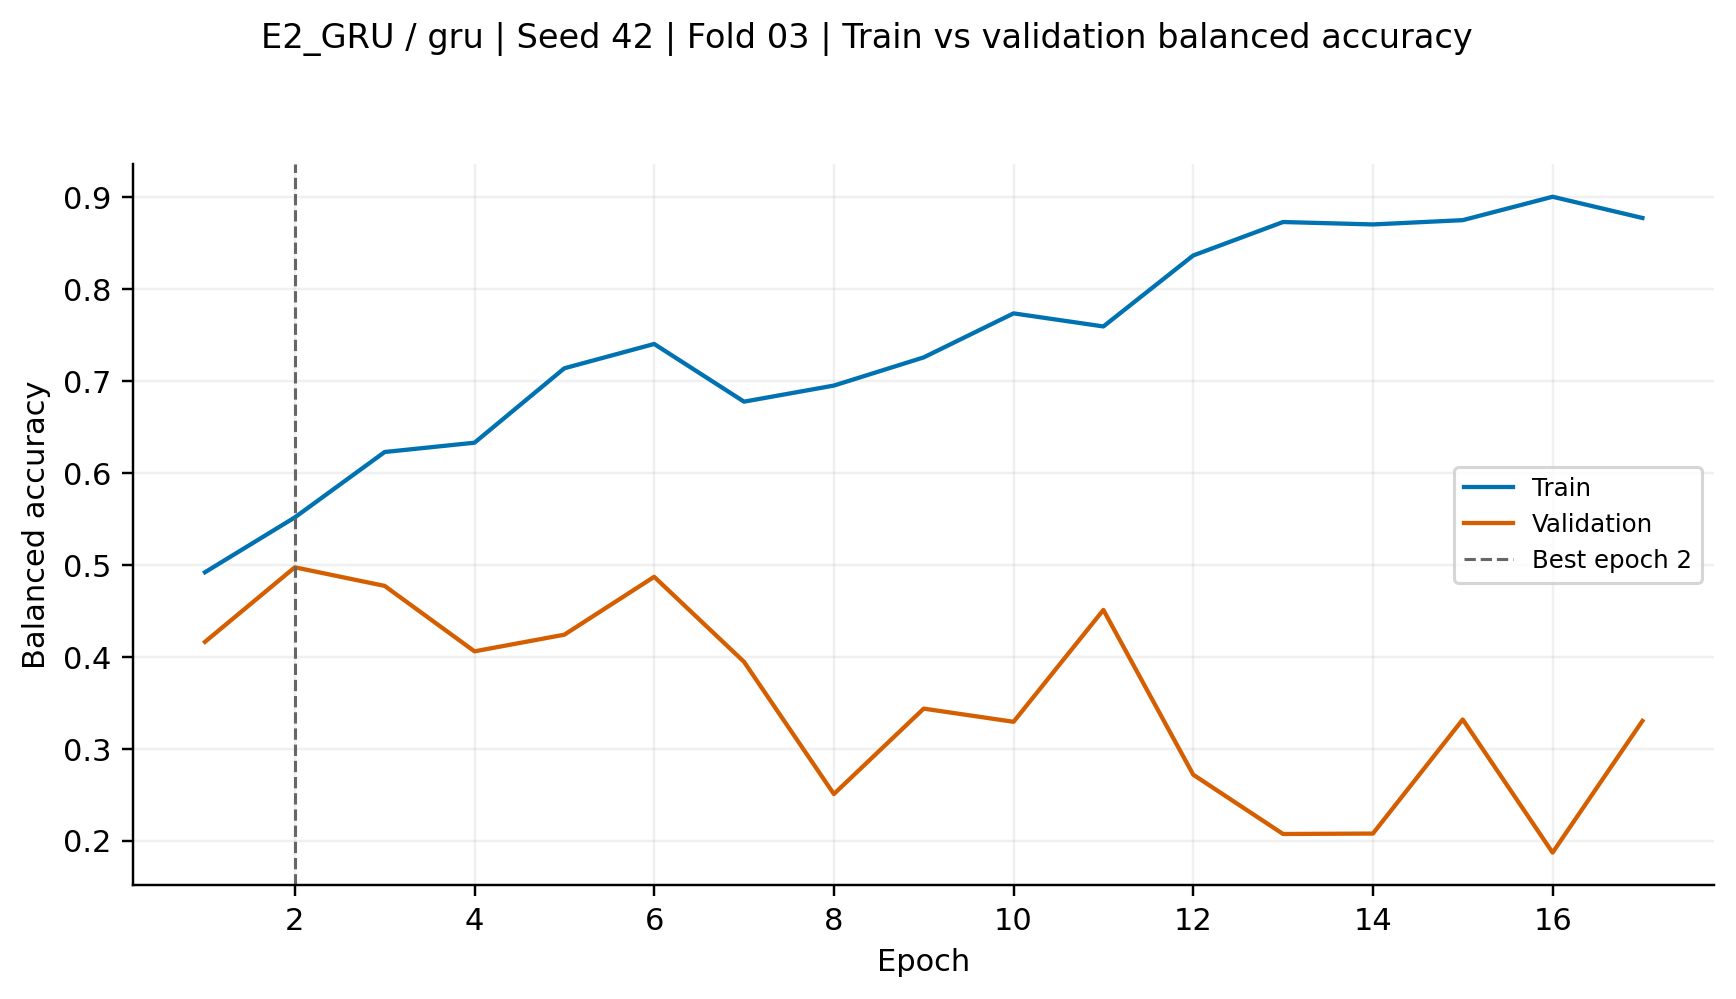 E2_GRU / gru | Seed 42 | Fold 03 | Train vs validation balanced accuracy
Balanced accuracy
0.9
0.8
0.7
0.6
0.5
0.4
0.3
0.2
Train
Validation
Best epoch 2
2 4 6 8 10 12 14 16
Epoch